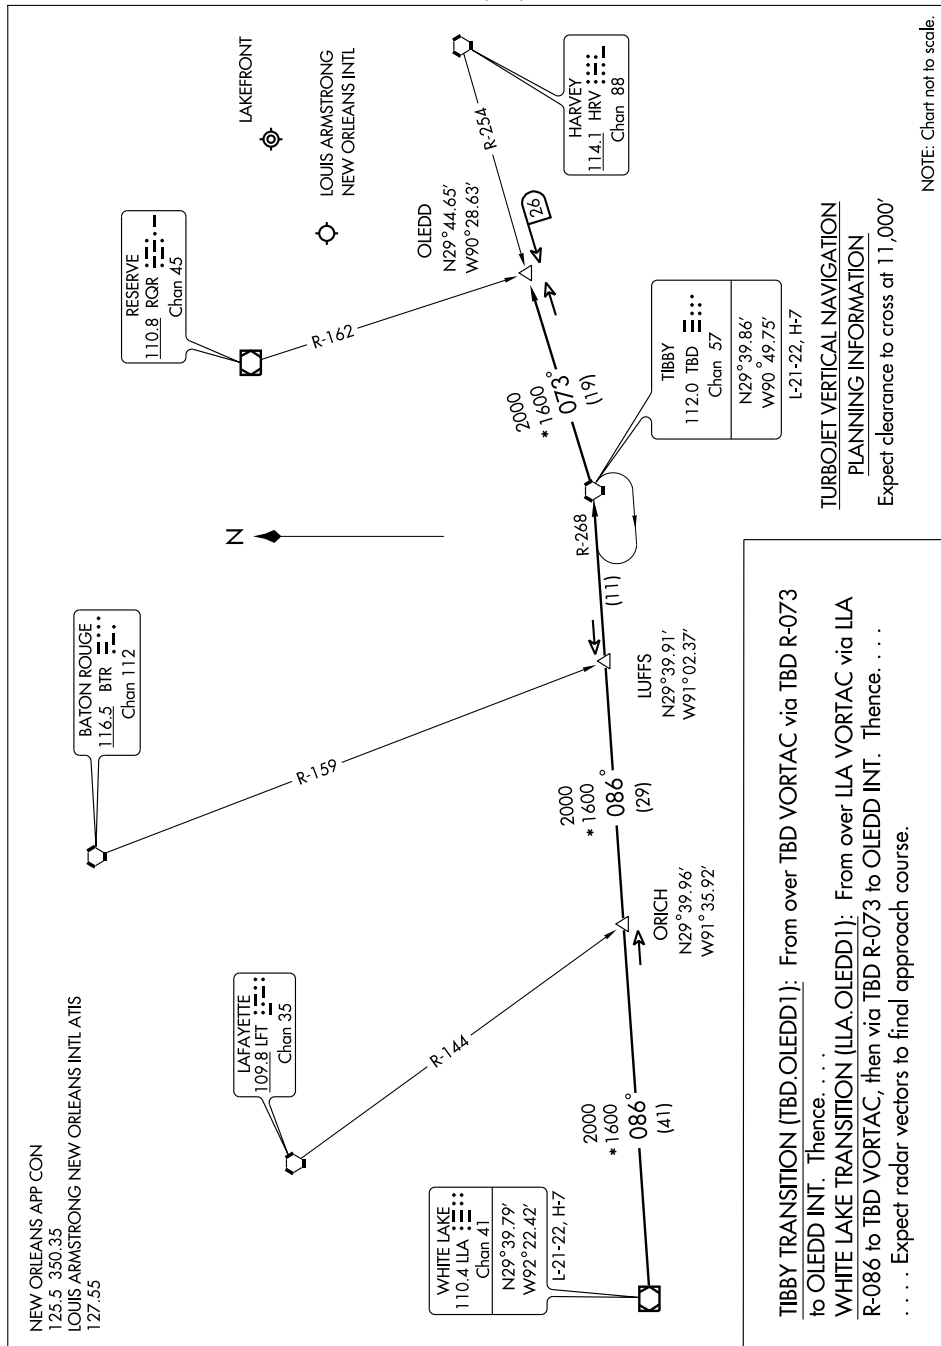 NEW ORLEANS APP CON
125.5 350.35
LOUIS ARMSTRONG NEW ORLEANS INTL ATIS
127.55
BATON ROUGE
116.5 BTR
Chan 112
RESERVE
110.8 RQR
Chan 45
LAKEFRONT
LOUIS ARMSTRONG
NEW ORLEANS INTL
LAFAYETTE
109.8 LFT
Chan 35
HARVEY
114.1 HRV
Chan 88
R-254
R-162
R-159
R-144
N
OLEDD
N29°44.65'
W90°28.63'
26
2000
*1600
073°
(19)
R-268
(11)
TIBBY
112.0 TBD
Chan 57
N29°39.86'
W90°49.75'
L-21-22, H-7
LUFFS
N29°39.91'
W91°02.37'
2000
*1600
086°
(29)
ORICH
N29°39.96'
W91°35.92'
2000
*1600
086°
(41)
WHITE LAKE
110.4 LLA
Chan 41
N29°39.79'
W92°22.42'
L-21-22, H-7
TURBOJET VERTICAL NAVIGATION
PLANNING INFORMATION
Expect clearance to cross at 11,000'
NOTE: Chart not to scale.
TIBBY TRANSITION (TBD.OLEDD1): From over TBD VORTAC via TBD R-073
to OLEDD INT. Thence. . . .
WHITE LAKE TRANSITION (LLA.OLEDD1): From over LLA VORTAC via LLA
R-086 to TBD VORTAC, then via TBD R-073 to OLEDD INT. Thence. . . .
. . . . Expect radar vectors to final approach course.